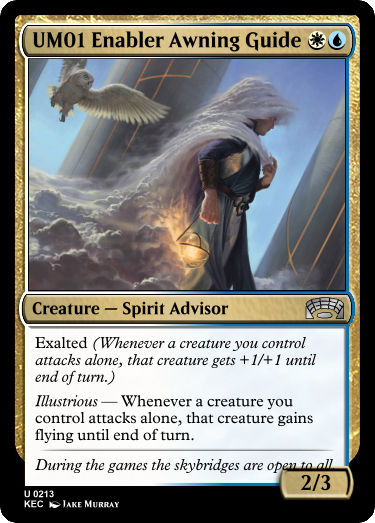 UM01 Enabler Awning Guide
Creature — Spirit Advisor
Exalted (Whenever a creature you control
attacks alone, that creature gets +1/+1 until
end of turn.)
Illustrious — Whenever a creature you
control attacks alone, that creature gains
flying until end of turn.
During the games the skybridges are open to all.
2/3
U 0213
KEC Jake Murray